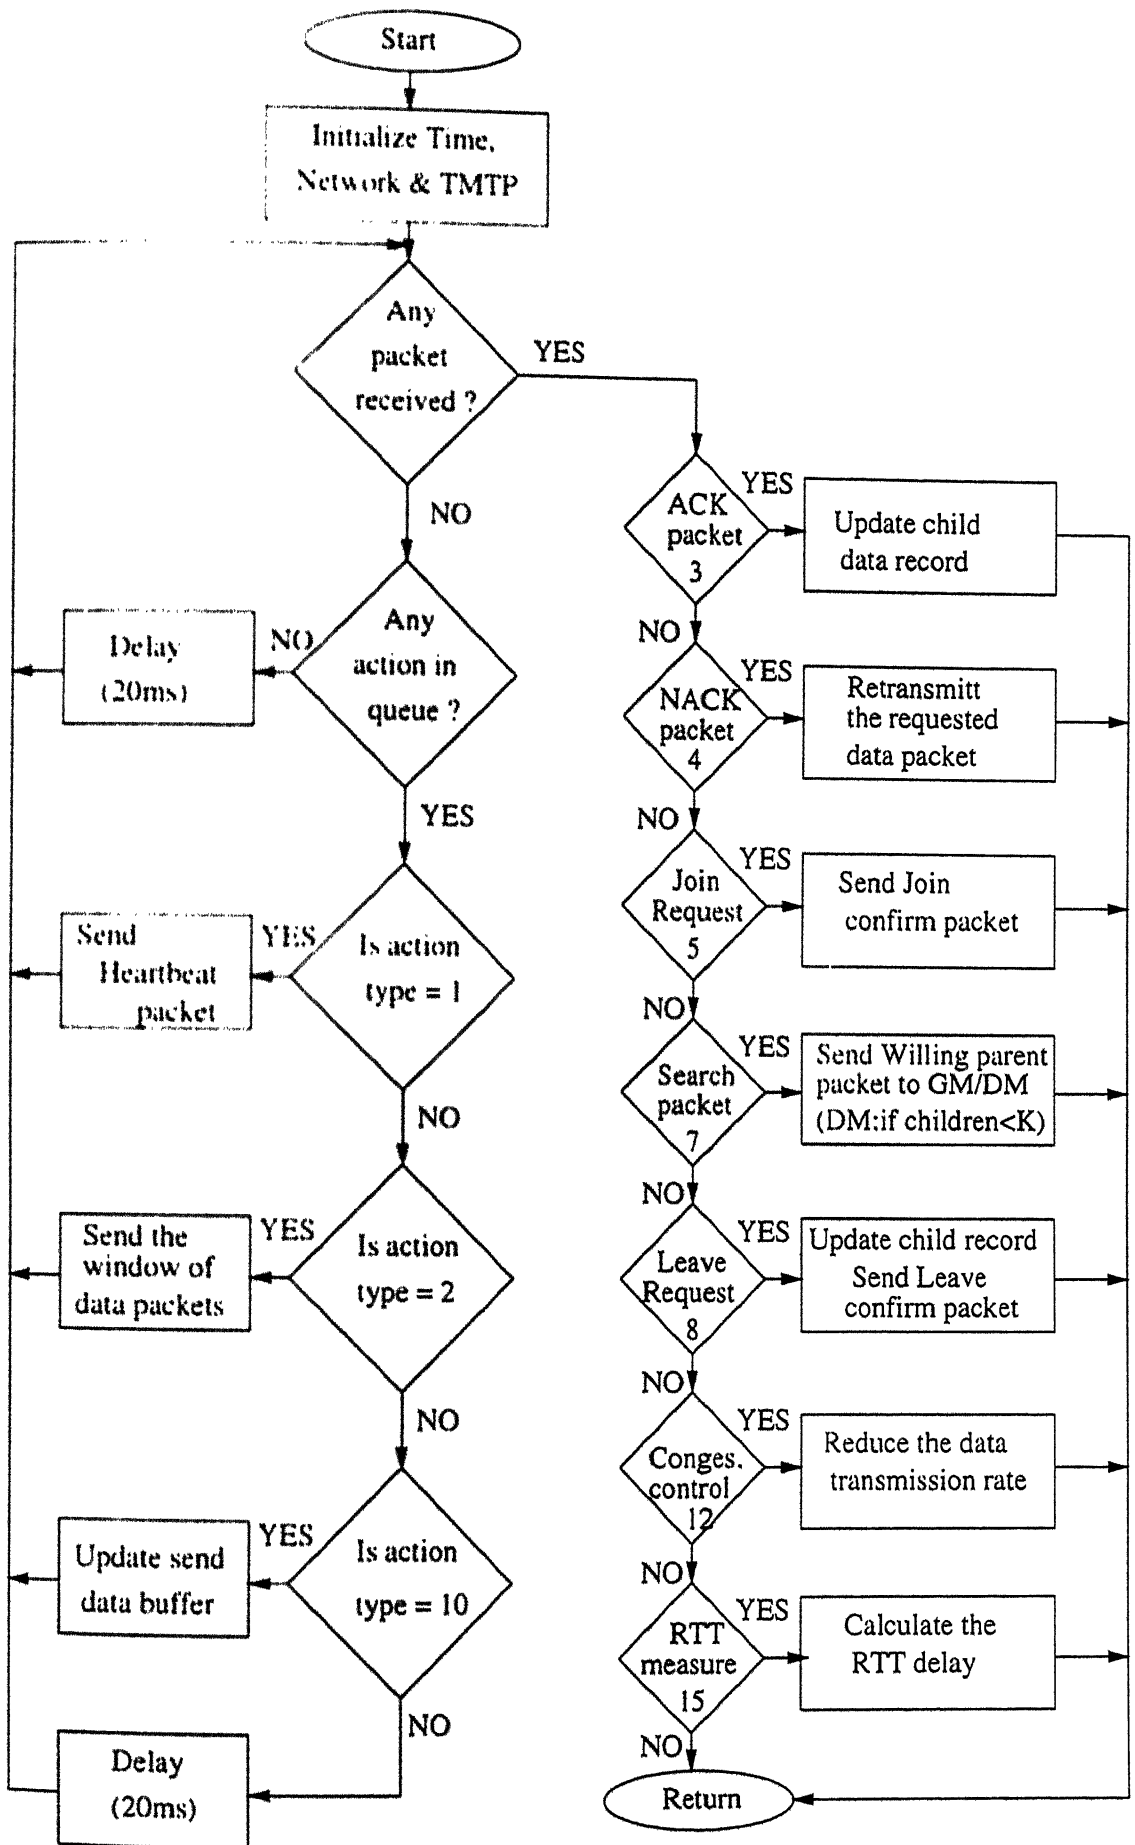 Start
Initialize Time,
Network & TMTP
Any
packet
received ?
YES
NO
Any
action in
queue ?
NO
Delay
(20ms)
YES
Is action
type = 1
YES
Send
Heartbeat
packet
NO
Is action
type = 2
YES
Send the
window of
data packets
NO
Is action
type = 10
YES
Update send
data buffer
NO
Delay
(20ms)
ACK
packet
3
YES
Update child
data record
NO
NACK
packet
4
YES
Retransmitt
the requested
data packet
NO
Join
Request
5
YES
Send Join
confirm packet
NO
Search
packet
7
YES
Send Willing parent
packet to GM/DM
(DM:if children<K)
NO
Leave
Request
8
YES
Update child record
Send Leave
confirm packet
NO
Conges.
control
12
YES
Reduce the data
transmission rate
NO
RTT
measure
15
YES
Calculate the
RTT delay
NO
Return